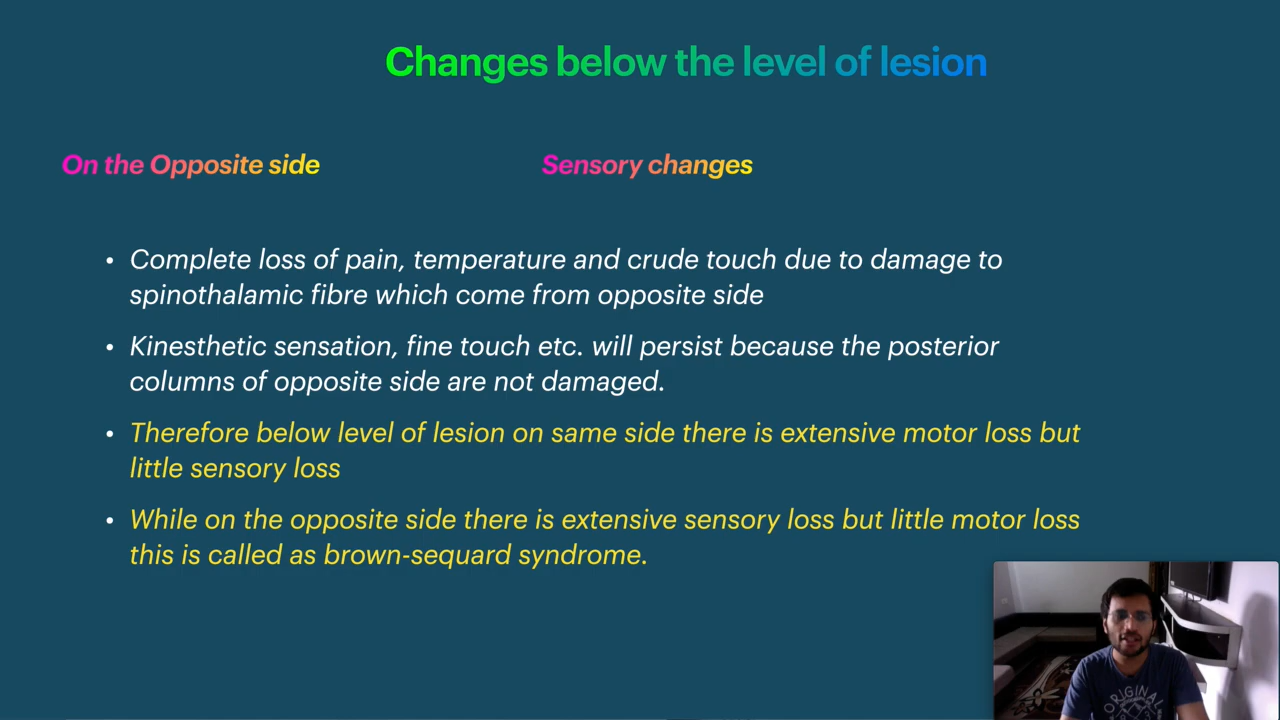 Changes below the level of lesion
On the Opposite side
Sensory changes
• Complete loss of pain, temperature and crude touch due to damage to
spinothalamic fibre which come from opposite side
• Kinesthetic sensation, fine touch etc. will persist because the posterior
columns of opposite side are not damaged.
• Therefore below level of lesion on same side there is extensive motor loss but
little sensory loss
• While on the opposite side there is extensive sensory loss but little motor loss
this is called as brown-sequard syndrome.
ORIGINAL